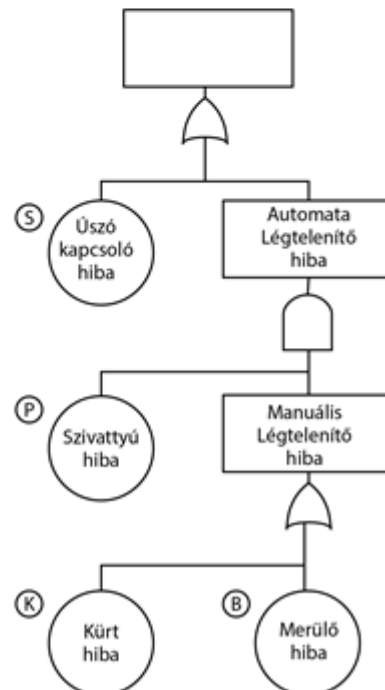 S
Úszó
kapcsoló
hiba
Automata
Légtelenítő
hiba
P
Szivattyú
hiba
Manuális
Légtelenítő
hiba
K
Kürt
hiba
B
Merülő
hiba